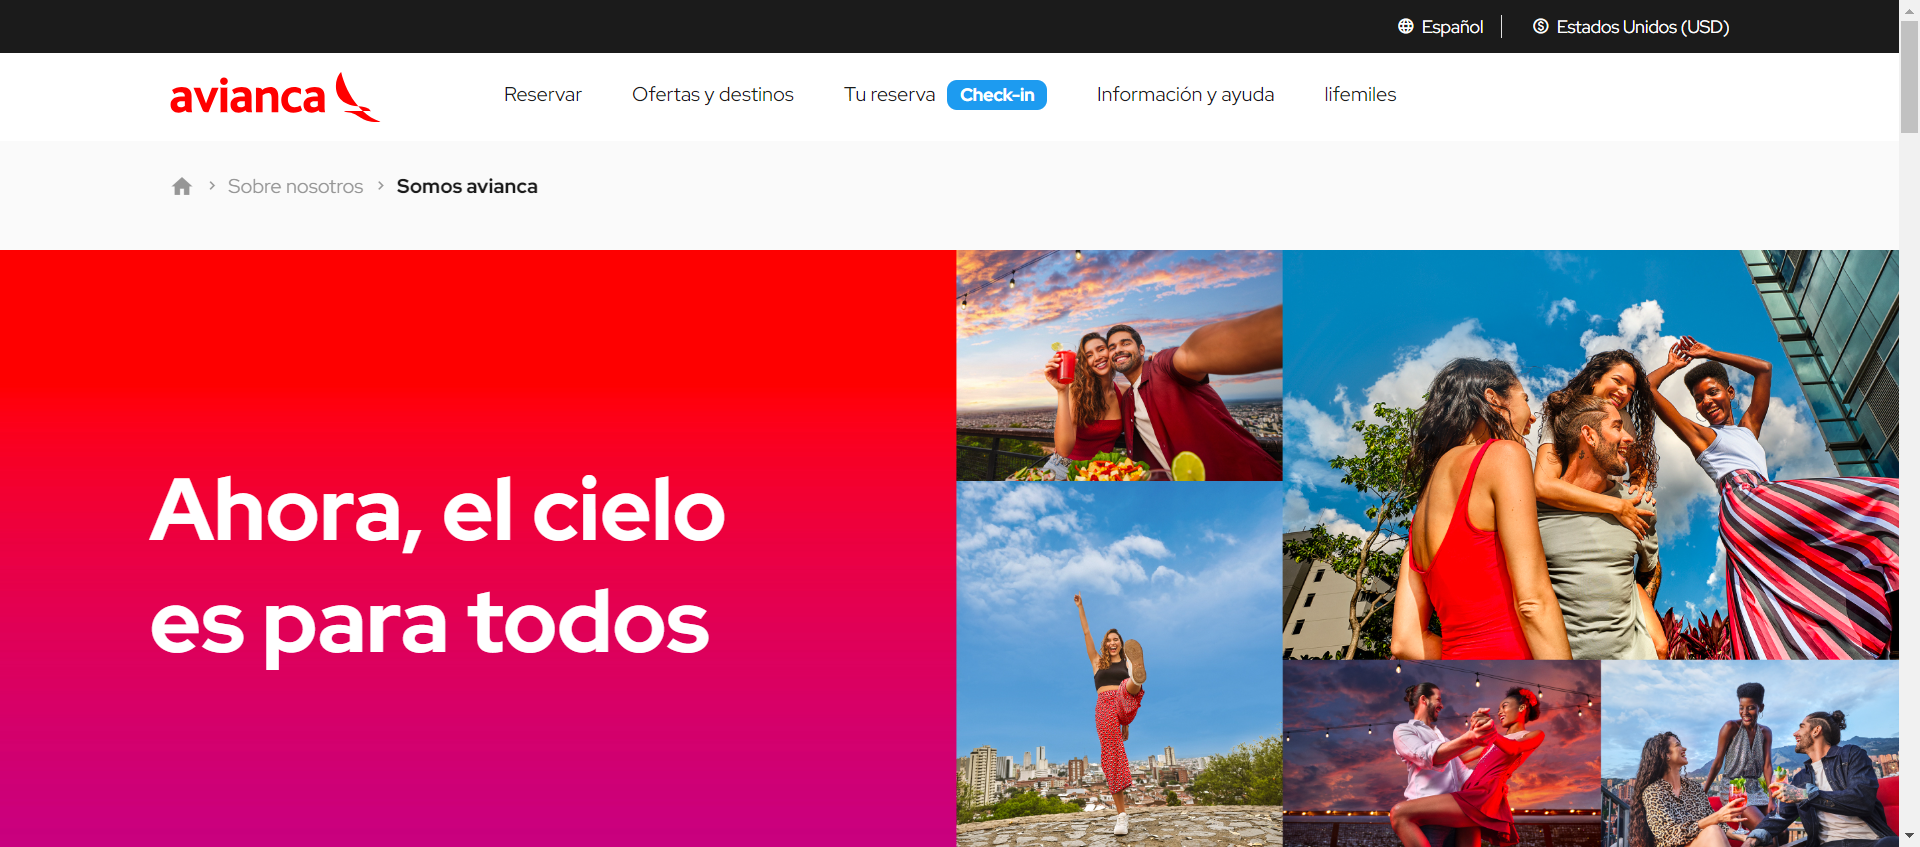 Español
Estados Unidos (USD)
avianca
Reservar
Ofertas y destinos
Tu reserva
Check-in
Información y ayuda
lifemiles
Sobre nosotros
Somos avianca
Ahora, el cielo
es para todos